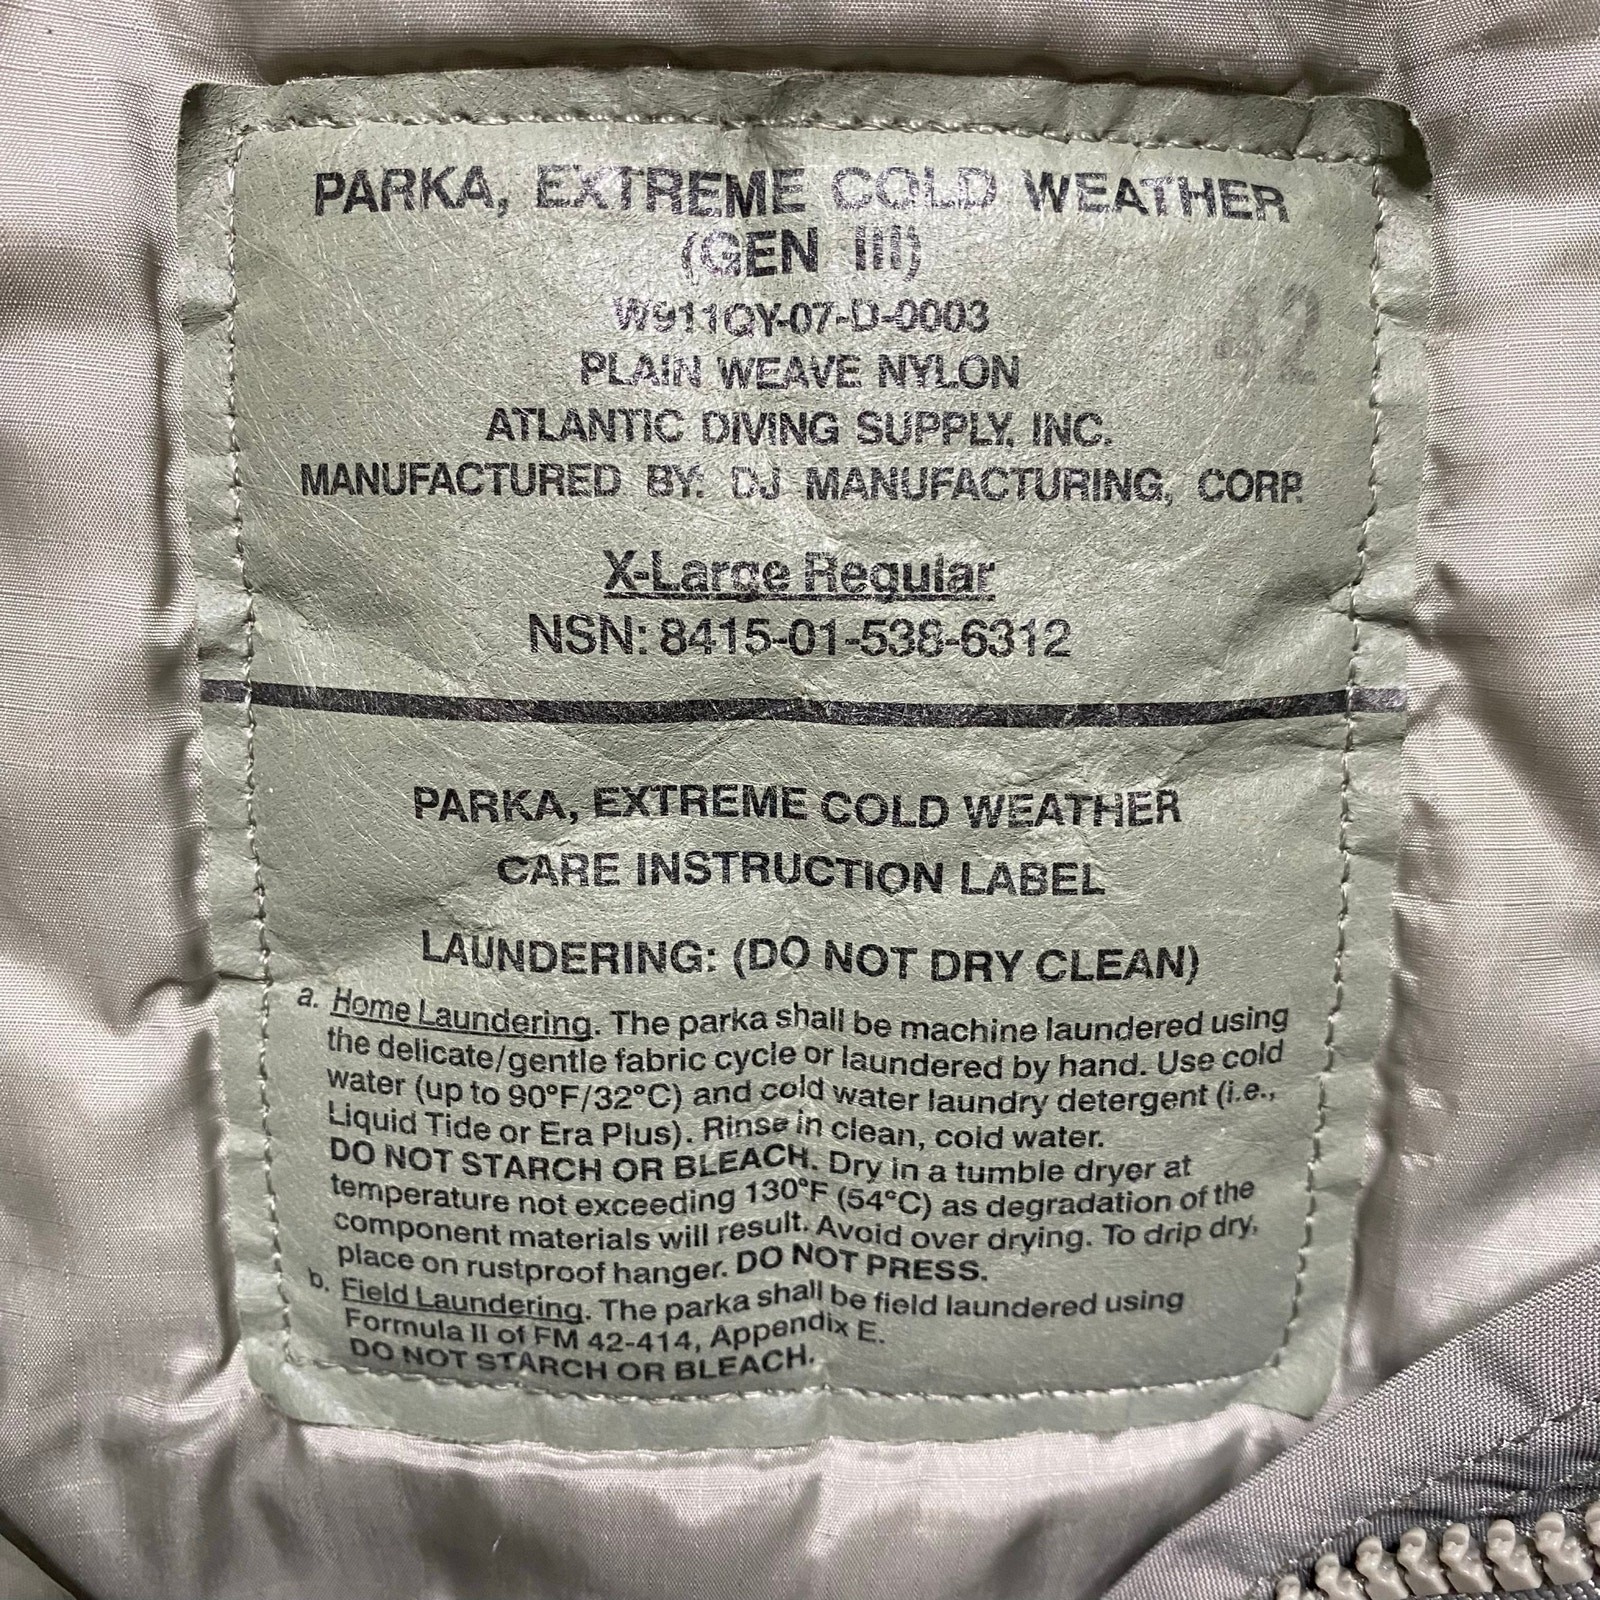 PARKA, EXTREME COLD WEATHER
(GEN III)
W911QY-07-D-0003
PLAIN WEAVE NYLON
ATLANTIC DIVING SUPPLY, INC.
MANUFACTURED BY: DJ MANUFACTURING, CORP.
X-Large Regular
NSN: 8415-01-538-6312
PARKA, EXTREME COLD WEATHER
CARE INSTRUCTION LABEL
LAUNDERING: (DO NOT DRY CLEAN)
a. Home Laundering. The parka shall be machine laundered using
the delicate/gentle fabric cycle or laundered by hand. Use cold
water (up to 90°F/32°C) and cold water laundry detergent (i.e.,
Liquid Tide or Era Plus). Rinse in clean, cold water.
DO NOT STARCH OR BLEACH. Dry in a tumble dryer at
temperature not exceeding 130°F (54°C) as degradation of the
component materials will result. Avoid over drying. To drip dry,
place on rustproof hanger. DO NOT PRESS.
b. Field Laundering. The parka shall be field laundered using
Formula II of FM 42-414, Appendix E.
DO NOT STARCH OR BLEACH.